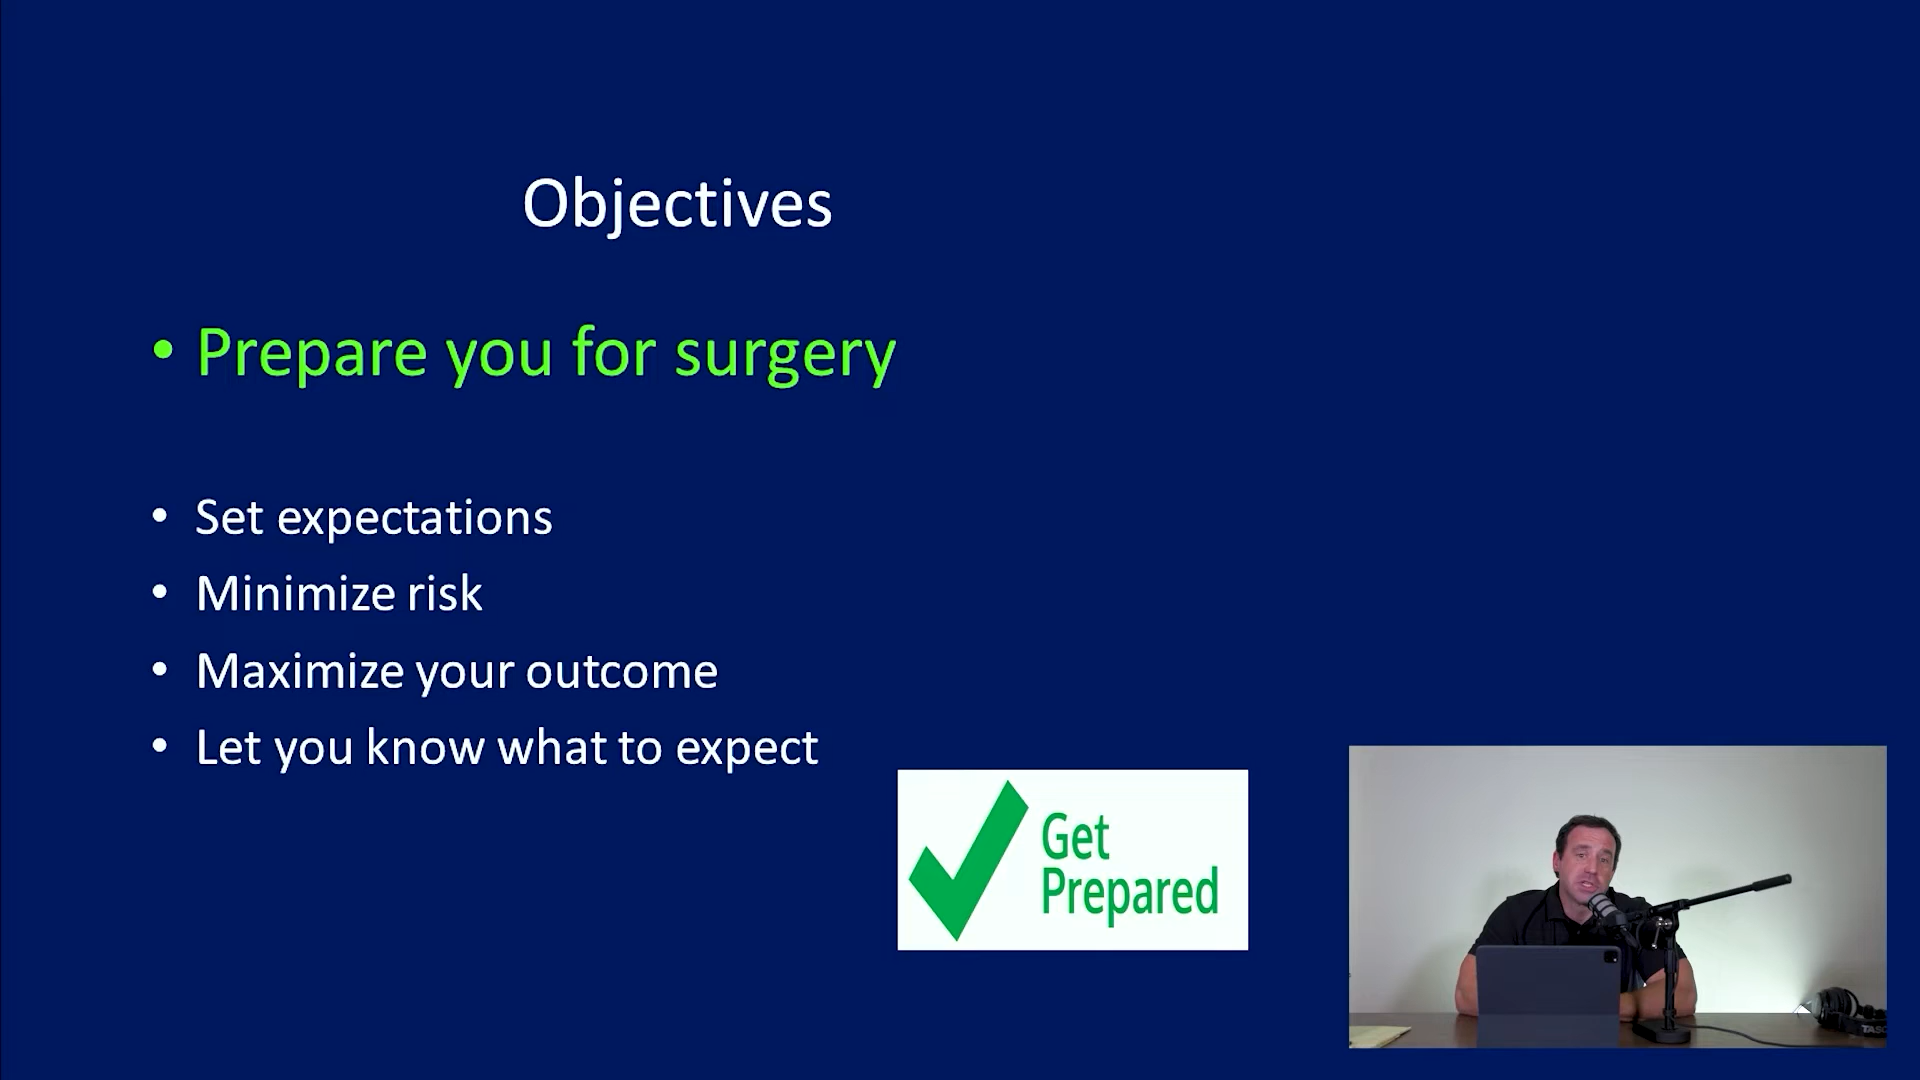 Objectives
• Prepare you for surgery
• Set expectations
• Minimize risk
• Maximize your outcome
• Let you know what to expect
Get
Prepared